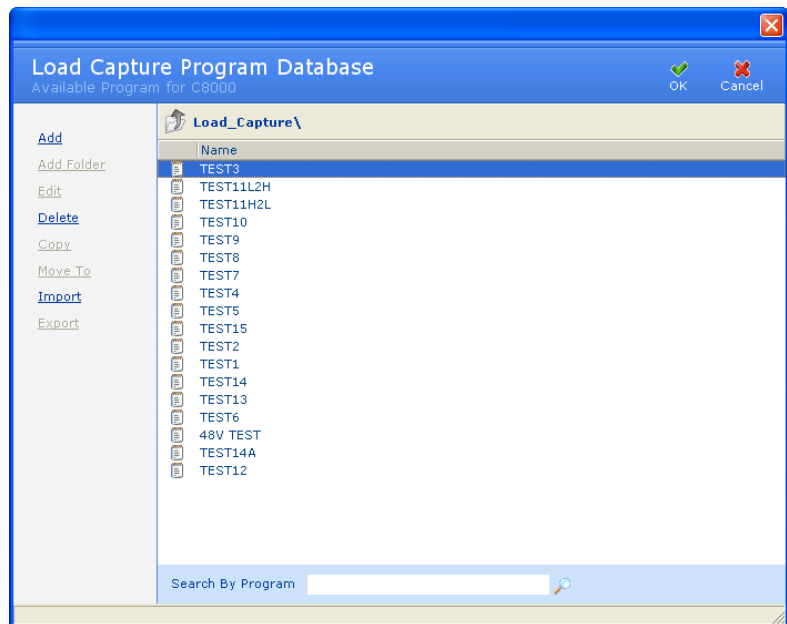 Load Capture Program Database
Available Program for C8000
OK
Cancel
Add
Add Folder
Edit
Delete
Copy
Move To
Import
Export
Load_Capture\
Name
TEST3
TEST11L2H
TEST11H2L
TEST10
TEST9
TEST8
TEST7
TEST4
TEST5
TEST15
TEST2
TEST1
TEST14
TEST13
TEST6
48V TEST
TEST14A
TEST12
Search By Program